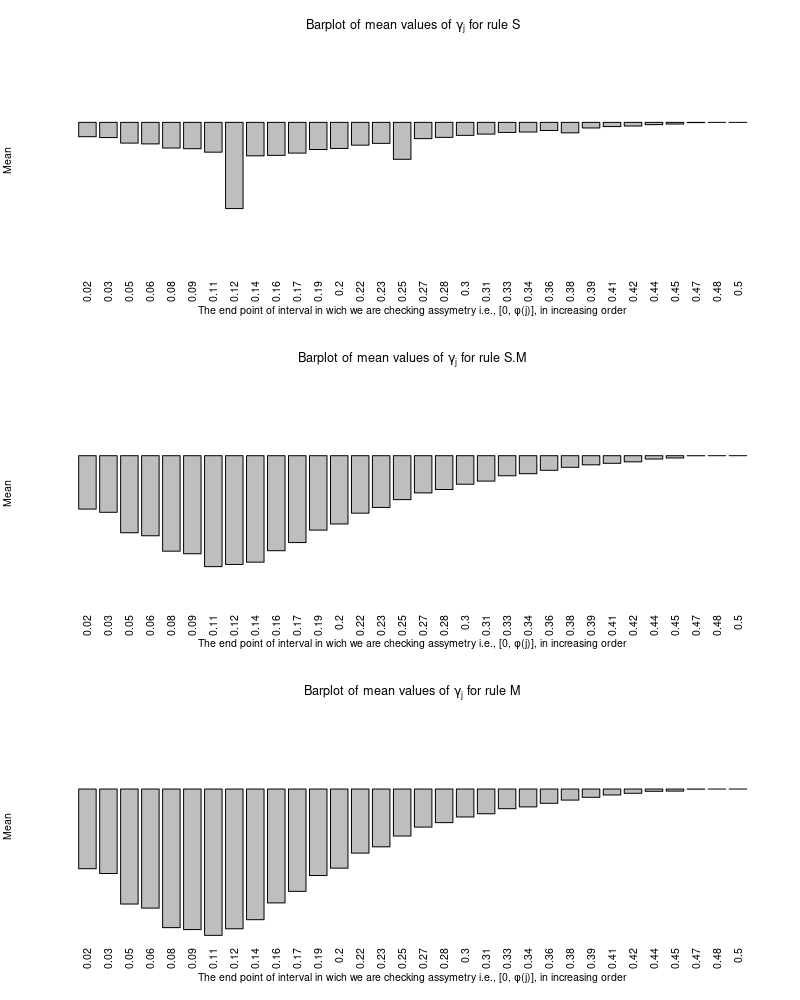 Barplot of mean values of γj for rule S
Mean
0.02 0.03 0.05 0.06 0.08 0.09 0.11 0.12 0.14 0.16 0.17 0.19 0.2 0.22 0.23 0.25 0.27 0.28 0.3 0.31 0.33 0.34 0.36 0.38 0.39 0.41 0.42 0.44 0.45 0.47 0.48 0.5
The end point of interval in wich we are checking assymetry i.e., [0, φ(j)], in increasing order
Barplot of mean values of γj for rule S.M
Mean
0.02 0.03 0.05 0.06 0.08 0.09 0.11 0.12 0.14 0.16 0.17 0.19 0.2 0.22 0.23 0.25 0.27 0.28 0.3 0.31 0.33 0.34 0.36 0.38 0.39 0.41 0.42 0.44 0.45 0.47 0.48 0.5
The end point of interval in wich we are checking assymetry i.e., [0, φ(j)], in increasing order
Barplot of mean values of γj for rule M
Mean
0.02 0.03 0.05 0.06 0.08 0.09 0.11 0.12 0.14 0.16 0.17 0.19 0.2 0.22 0.23 0.25 0.27 0.28 0.3 0.31 0.33 0.34 0.36 0.38 0.39 0.41 0.42 0.44 0.45 0.47 0.48 0.5
The end point of interval in wich we are checking assymetry i.e., [0, φ(j)], in increasing order